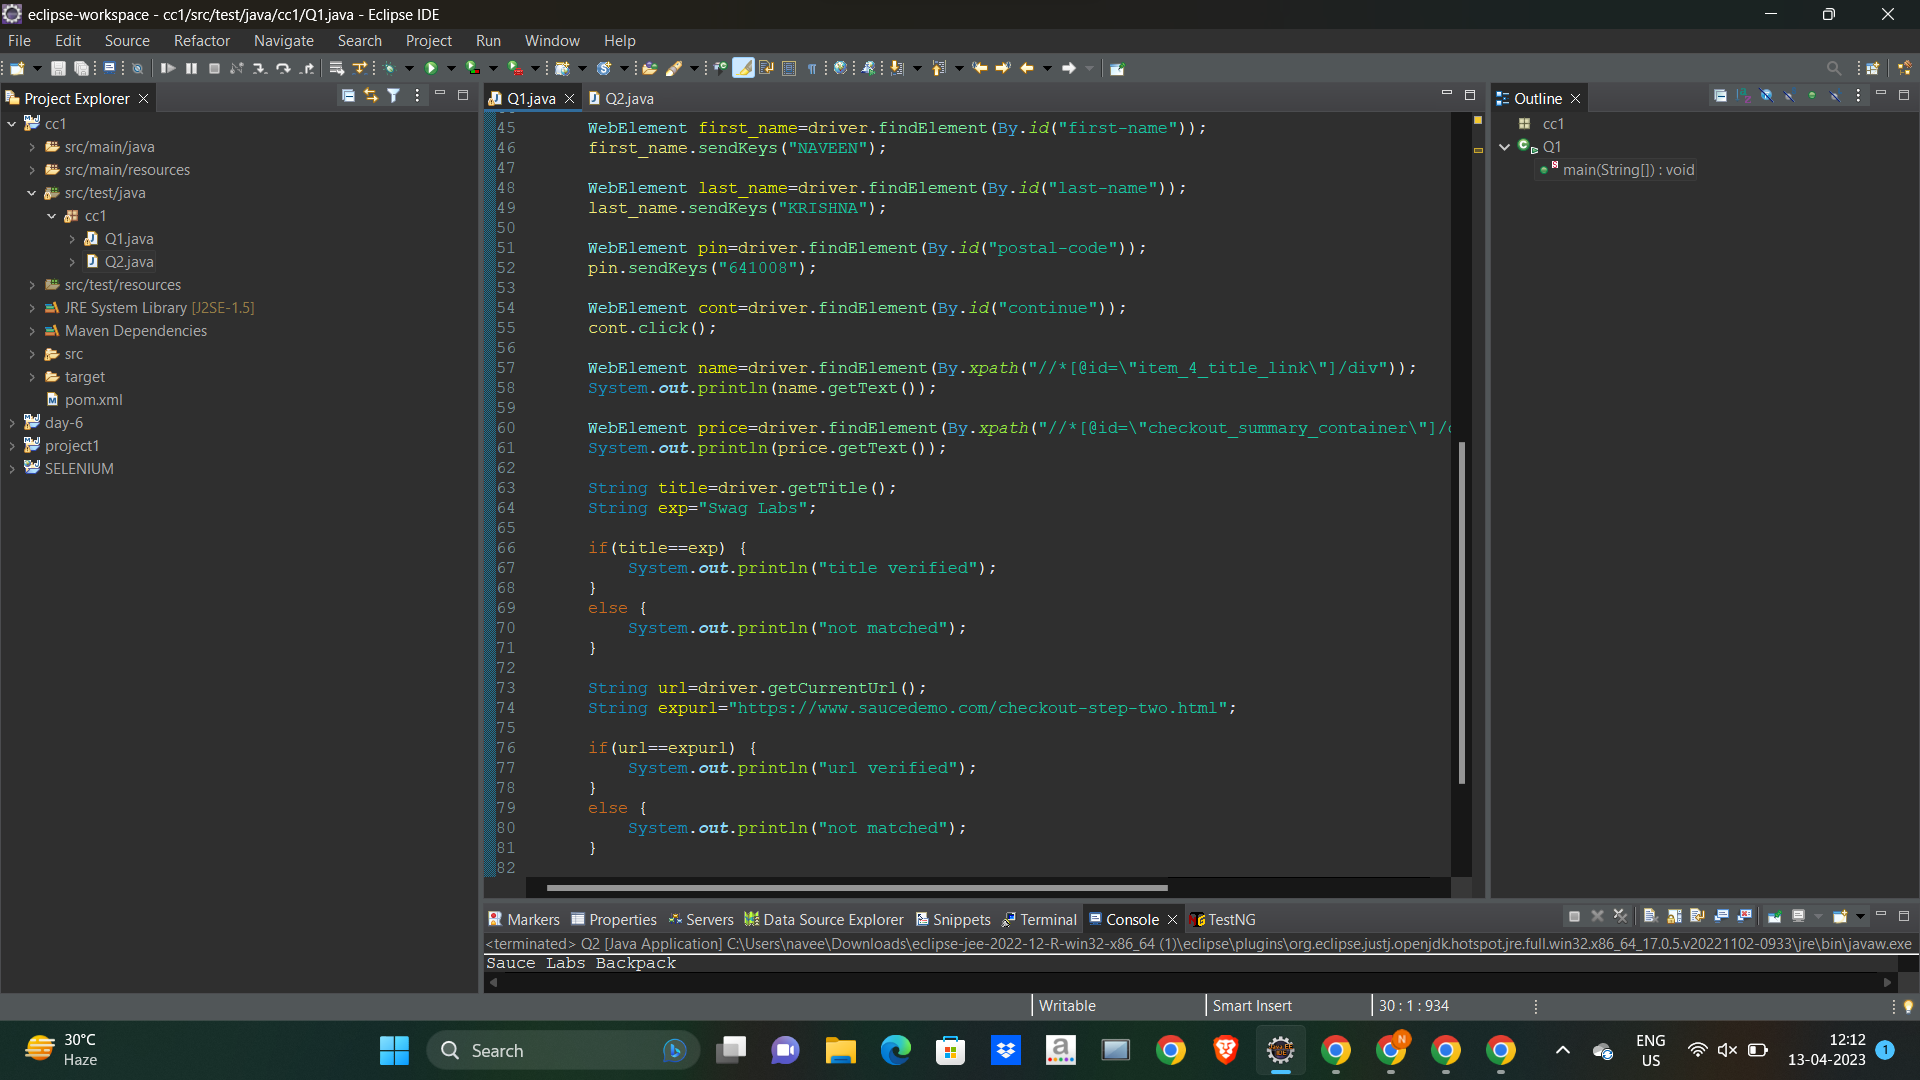 eclipse-workspace - cc1/src/test/java/cc1/Q1.java - Eclipse IDE
File Edit Source Refactor Navigate Search Project Run Window Help
Project Explorer
cc1
src/main/java
src/main/resources
src/test/java
cc1
Q1.java
Q2.java
src/test/resources
JRE System Library [J2SE-1.5]
Maven Dependencies
src
target
pom.xml
day-6
project1
SELENIUM
Q1.java Q2.java
45 WebElement first_name=driver.findElement(By.id("first-name"));
46 first_name.sendKeys("NAVEEN");
47
48 WebElement last_name=driver.findElement(By.id("last-name"));
49 last_name.sendKeys("KRISHNA");
50
51 WebElement pin=driver.findElement(By.id("postal-code"));
52 pin.sendKeys("641008");
53
54 WebElement cont=driver.findElement(By.id("continue"));
55 cont.click();
56
57 WebElement name=driver.findElement(By.xpath("//*[@id=\"item_4_title_link\"]/div"));
58 System.out.println(name.getText());
59
60 WebElement price=driver.findElement(By.xpath("//*[@id=\"checkout_summary_container\"]/
61 System.out.println(price.getText());
62
63 String title=driver.getTitle();
64 String exp="Swag Labs";
65
66 if(title==exp) {
67 System.out.println("title verified");
68 }
69 else {
70 System.out.println("not matched");
71 }
72
73 String url=driver.getCurrentUrl();
74 String expurl="https://www.saucedemo.com/checkout-step-two.html";
75
76 if(url==expurl) {
77 System.out.println("url verified");
78 }
79 else {
80 System.out.println("not matched");
81 }
82
Outline
cc1
Q1
main(String[]) : void
Markers Properties Servers Data Source Explorer Snippets Terminal Console TestNG
<terminated> Q2 [Java Application] C:\Users\navee\Downloads\eclipse-jee-2022-12-R-win32-x86_64 (1)\eclipse\plugins\org.eclipse.justj.openjdk.hotspot.jre.full.win32.x86_64_17.0.5.v20221102-0933\jre\bin\javaw.exe
Sauce Labs Backpack
Writable Smart Insert 30 : 1 : 934
30°C
Haze
Search
ENG
US
12:12
13-04-2023
1